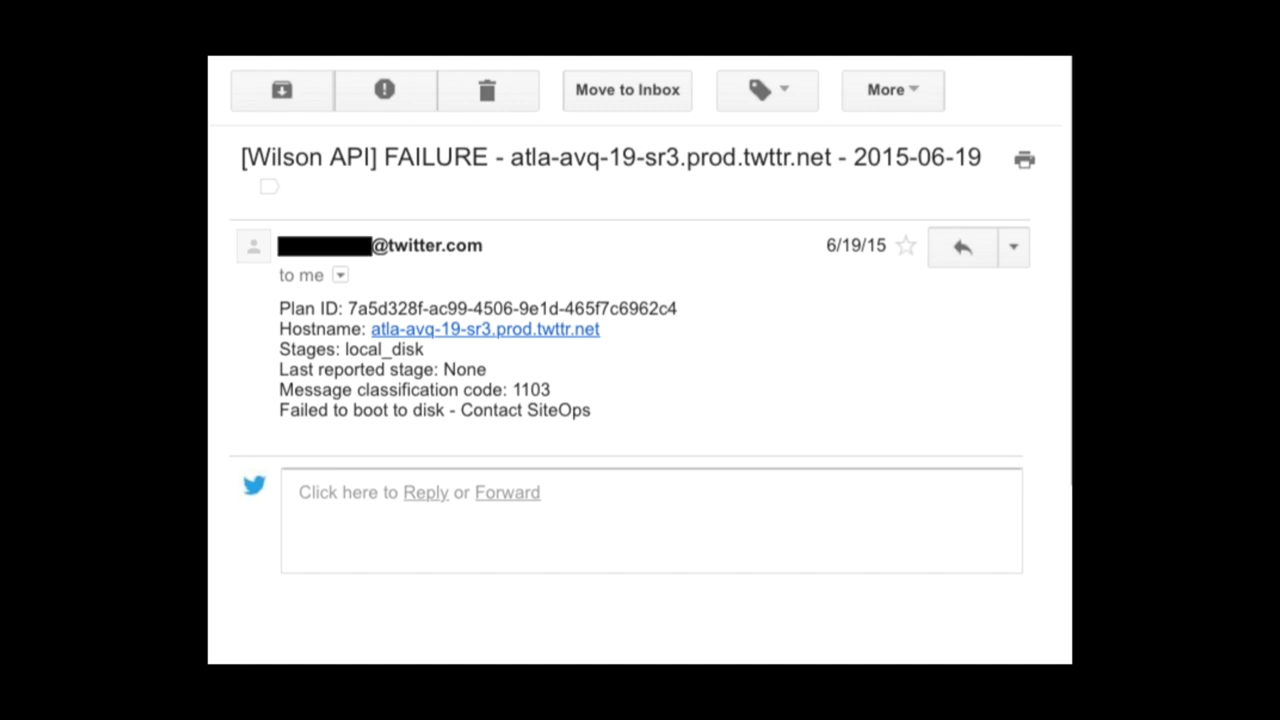 Move to Inbox
More
[Wilson API] FAILURE - atla-avq-19-sr3.prod.twttr.net - 2015-06-19
@twitter.com
6/19/15
to me
Plan ID: 7a5d328f-ac99-4506-9e1d-465f7c6962c4
Hostname: atla-avq-19-sr3.prod.twttr.net
Stages: local_disk
Last reported stage: None
Message classification code: 1103
Failed to boot to disk - Contact SiteOps
Click here to Reply or Forward